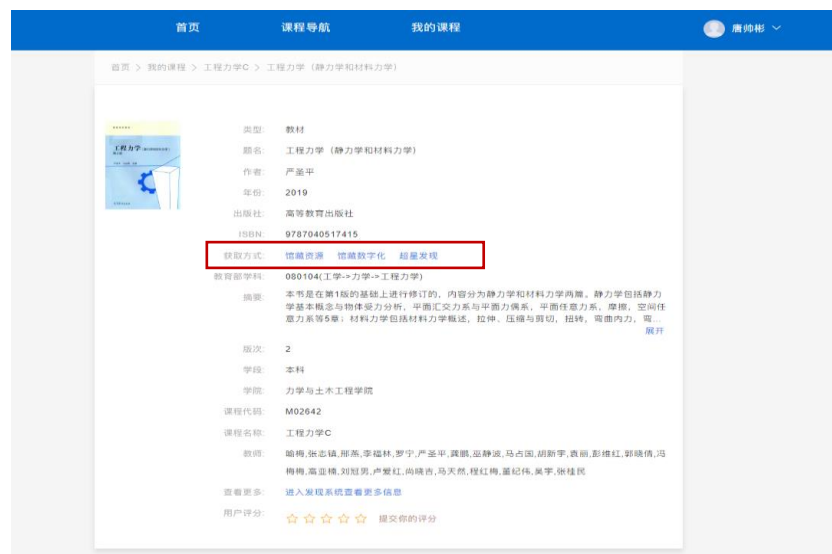 首页 课程导航 我的课程 唐帅彬
首页 > 我的课程 > 工程力学C > 工程力学（静力学和材料力学）
工程力学
类型: 教材
题名: 工程力学（静力学和材料力学）
作者: 严圣平
年份: 2019
出版社: 高等教育出版社
ISBN: 9787040517415
获取方式: 馆藏资源 馆藏数字化 超星发现
教育部学科: 080104(工学->力学->工程力学)
摘要: 本书是在第1版的基础上进行修订的，内容分为静力学和材料力学两篇。静力学包括静力
学基本概念与物体受力分析，平面汇交力系与平面力偶系，平面任意力系，摩擦，空间任
意力系等5章；材料力学包括材料力学概述，拉伸、压缩与剪切，扭转，弯曲内力，弯...
展开
版次: 2
学段: 本科
学院: 力学与土木工程学院
课程代码: M02642
课程名称: 工程力学C
教师: 喻梅,张志镇,邢燕,李福林,罗宁,严圣平,龚鹏,巫静波,马占国,胡新宇,袁丽,彭维红,郭晓倩,冯
梅梅,高亚楠,刘冠男,卢爱红,尚晓吉,马天然,程红梅,董纪伟,吴宇,张桂民
查看更多: 进入发现系统查看更多信息
用户评分: 提交你的评分